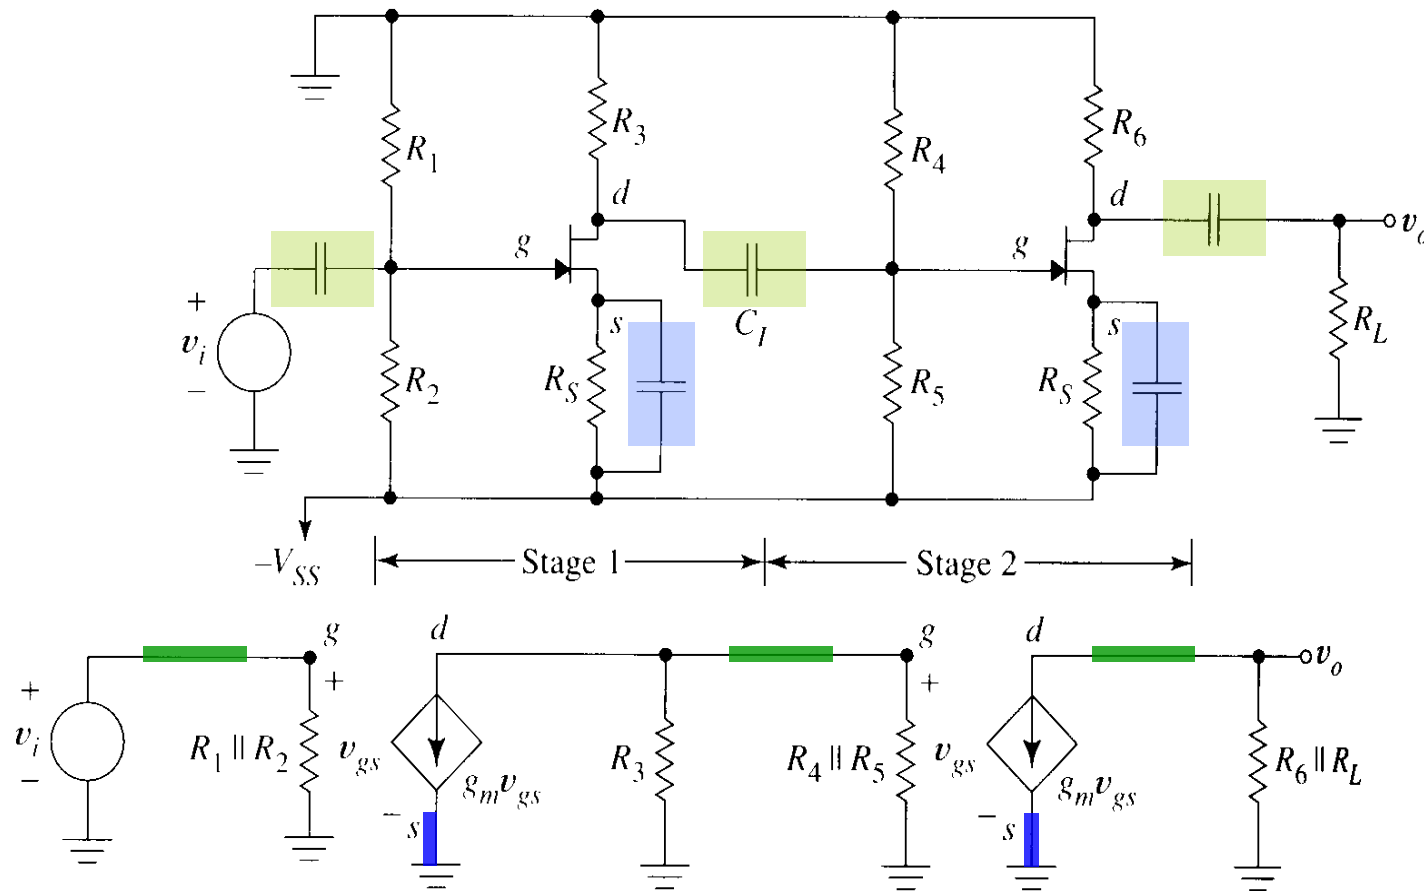 R3
R6
R1
R4
d
d
g
g
vo
+
vi
−
CI
s
s
RL
R2
RS
R5
RS
–VSS
Stage 1
Stage 2
g
d
g
d
vo
+
+
+
vi
−
R1 || R2
vgs
R3
R4 || R5
vgs
R6 || RL
gmvgs
gmvgs
− s
− s